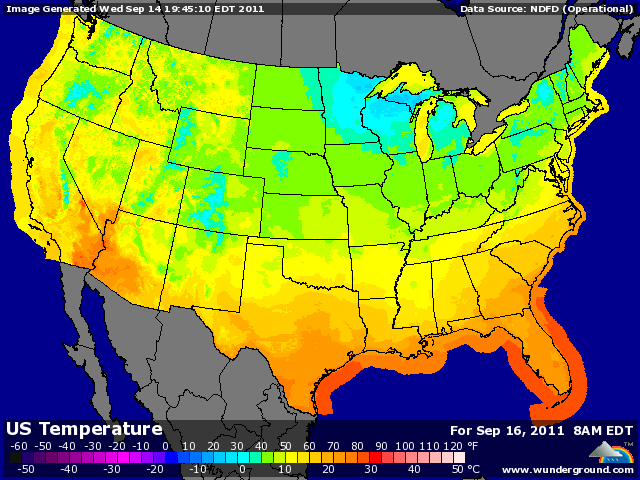 Image Generated Wed Sep 14 19:45:10 EDT 2011 Data Source: NDFD (Operational)
US Temperature For Sep 16, 2011 8AM EDT
-60 -50 -40 -30 -20 -10 0 10 20 30 40 50 60 70 80 90 100 110 120 °F
-50 -40 -30 -20 -10 0 10 20 30 40 50 °C
TM
www.wunderground.com